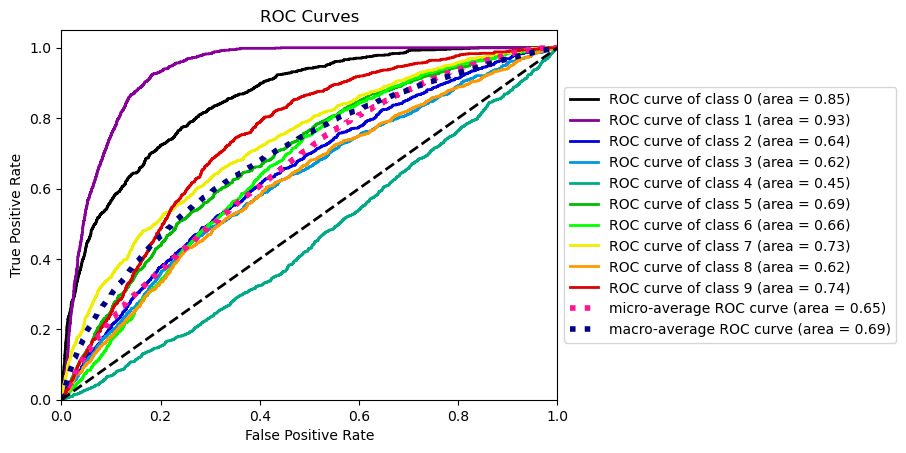 ROC Curves
True Positive Rate
1.0
0.8
0.6
0.4
0.2
0.0
0.0 0.2 0.4 0.6 0.8 1.0
False Positive Rate
ROC curve of class 0 (area = 0.85)
ROC curve of class 1 (area = 0.93)
ROC curve of class 2 (area = 0.64)
ROC curve of class 3 (area = 0.62)
ROC curve of class 4 (area = 0.45)
ROC curve of class 5 (area = 0.69)
ROC curve of class 6 (area = 0.66)
ROC curve of class 7 (area = 0.73)
ROC curve of class 8 (area = 0.62)
ROC curve of class 9 (area = 0.74)
micro-average ROC curve (area = 0.65)
macro-average ROC curve (area = 0.69)